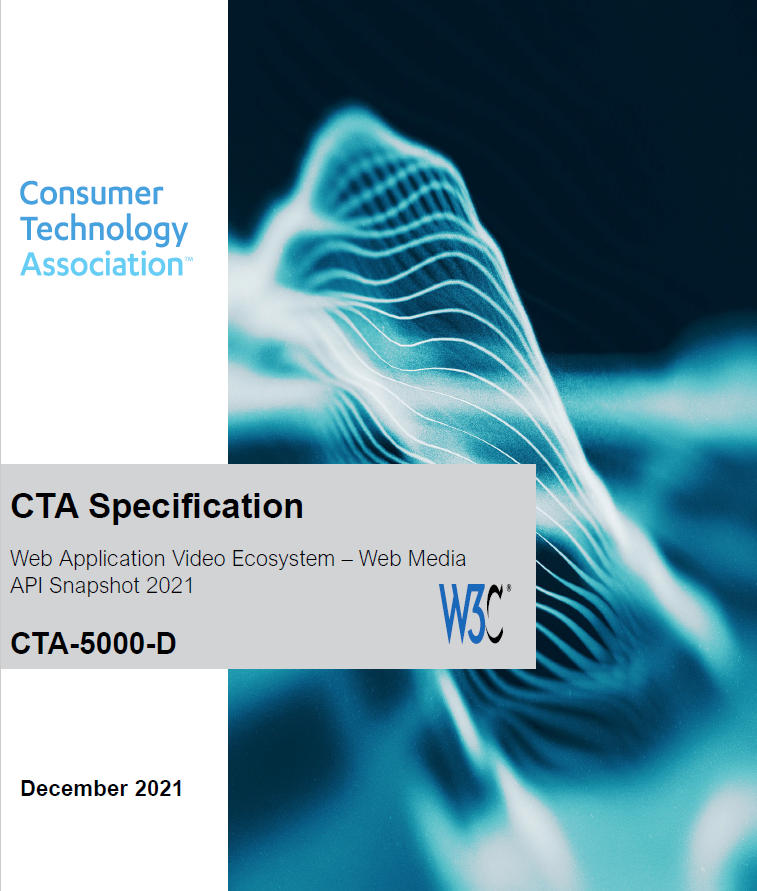 Consumer
Technology
Association™
CTA Specification
Web Application Video Ecosystem – Web Media
API Snapshot 2021
W3C®
CTA-5000-D
December 2021